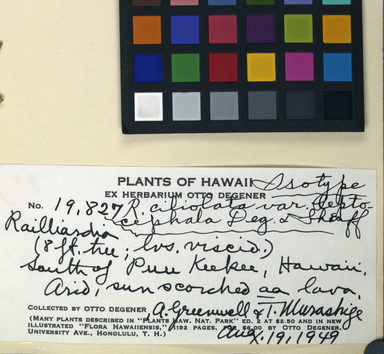 PLANTS OF HAWAII Isotype
EX HERBARIUM OTTO DEGENER
No. 19,827 R. ciliolata var. lepto
Railliardia cephala Deg. & Sherff
(8 ft. tree; lvs. viscid.)
South of Puu Keekee, Hawaii.
Arid, sunscorched aa lava.
COLLECTED BY OTTO DEGENER, A. Greenwell & T. Murashige
(MANY PLANTS DESCRIBED IN "PLANTS HAW. NAT. PARK" ED. 2 AT $2.50 AND IN NEW
ILLUSTRATED "FLORA HAWAIIENSIS," 1192 PAGES, FOR $6.00 BY OTTO DEGENER,
UNIVERSITY AVE., HONOLULU, T. H.) Aug. 19, 1949